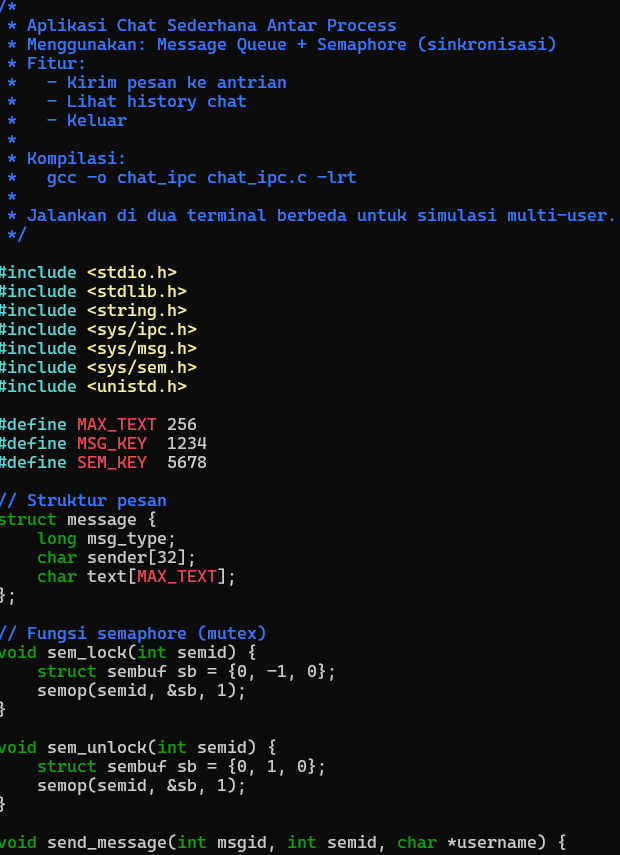 /*
 * Aplikasi Chat Sederhana Antar Process
 * Menggunakan: Message Queue + Semaphore (sinkronisasi)
 * Fitur:
 *   - Kirim pesan ke antrian
 *   - Lihat history chat
 *   - Keluar
 *
 * Kompilasi:
 *   gcc -o chat_ipc chat_ipc.c -lrt
 *
 * Jalankan di dua terminal berbeda untuk simulasi multi-user.
 */

#include <stdio.h>
#include <stdlib.h>
#include <string.h>
#include <sys/ipc.h>
#include <sys/msg.h>
#include <sys/sem.h>
#include <unistd.h>

#define MAX_TEXT 256
#define MSG_KEY  1234
#define SEM_KEY  5678

// Struktur pesan
struct message {
    long msg_type;
    char sender[32];
    char text[MAX_TEXT];
};

// Fungsi semaphore (mutex)
void sem_lock(int semid) {
    struct sembuf sb = {0, -1, 0};
    semop(semid, &sb, 1);
}

void sem_unlock(int semid) {
    struct sembuf sb = {0, 1, 0};
    semop(semid, &sb, 1);
}

void send_message(int msgid, int semid, char *username) {